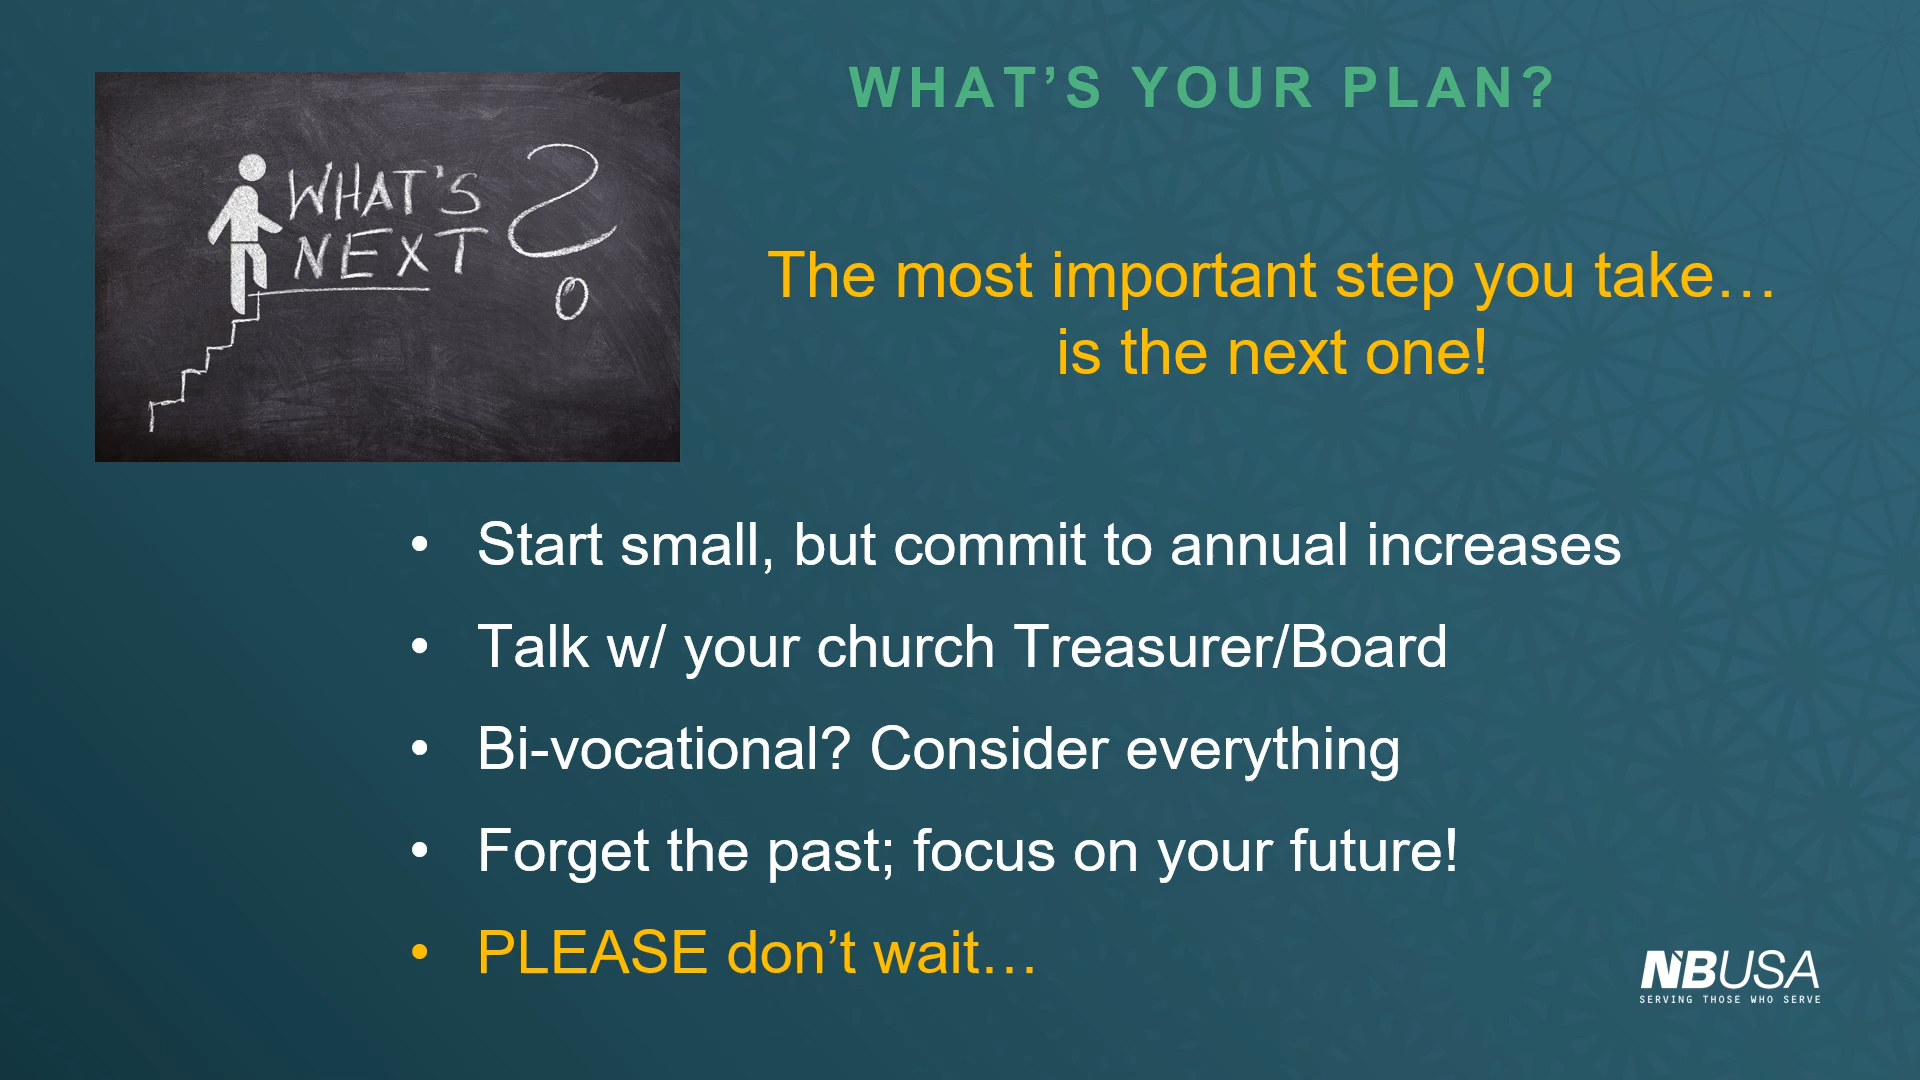 WHAT'S
NEXT ?
WHAT’S YOUR PLAN?
The most important step you take…
is the next one!
• Start small, but commit to annual increases
• Talk w/ your church Treasurer/Board
• Bi-vocational? Consider everything
• Forget the past; focus on your future!
• PLEASE don’t wait…
NBUSA
SERVING THOSE WHO SERVE